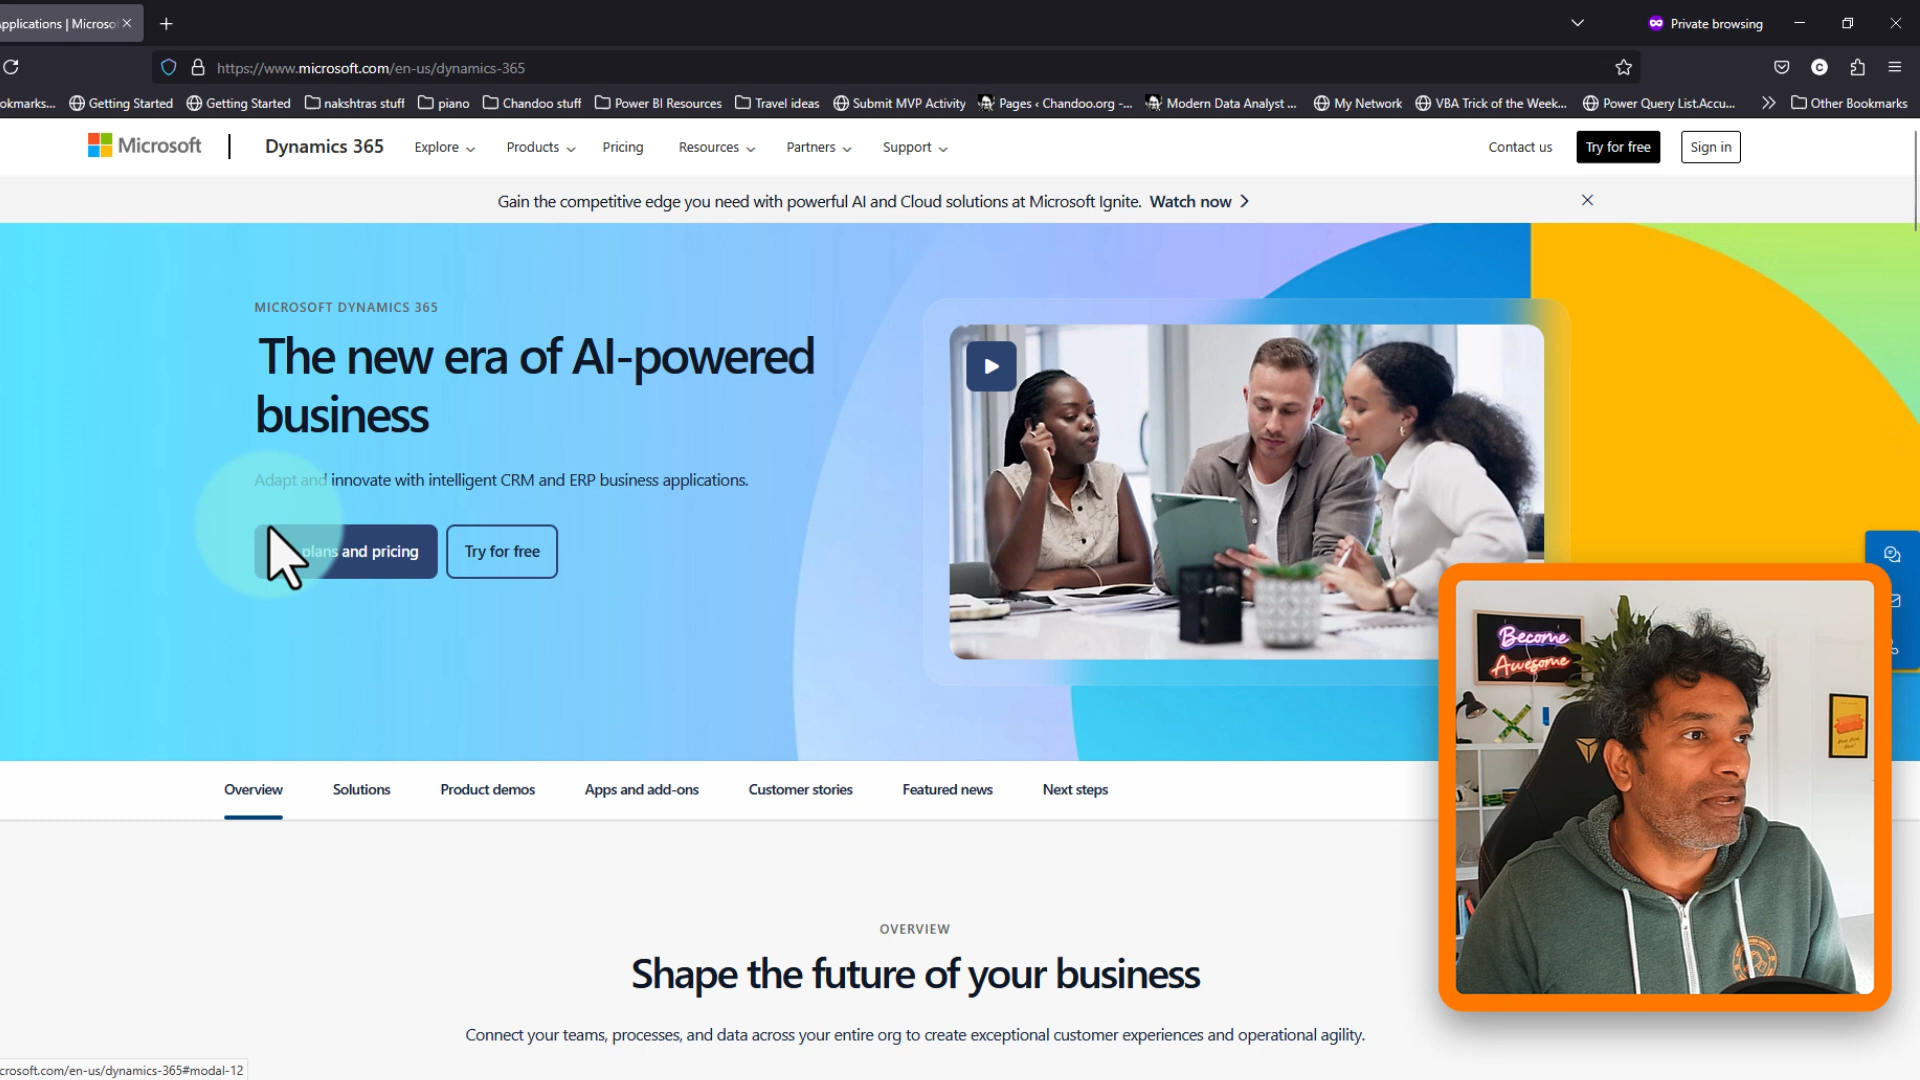 pplications | Microso
Private browsing
https://www.microsoft.com/en-us/dynamics-365
okmarks...
Getting Started
Getting Started
nakshtras stuff
piano
Chandoo stuff
Power BI Resources
Travel ideas
Submit MVP Activity
Pages ‹ Chandoo.org -...
Modern Data Analyst ...
My Network
VBA Trick of the Week...
Power Query List.Accu...
Other Bookmarks
Microsoft
Dynamics 365
Explore
Products
Pricing
Resources
Partners
Support
Contact us
Try for free
Sign in
Gain the competitive edge you need with powerful AI and Cloud solutions at Microsoft Ignite. Watch now
MICROSOFT DYNAMICS 365
The new era of AI-powered
business
Adapt and innovate with intelligent CRM and ERP business applications.
plans and pricing
Try for free
Become
Awesome
Overview
Solutions
Product demos
Apps and add-ons
Customer stories
Featured news
Next steps
OVERVIEW
Shape the future of your business
Connect your teams, processes, and data across your entire org to create exceptional customer experiences and operational agility.
crosoft.com/en-us/dynamics-365#modal-12